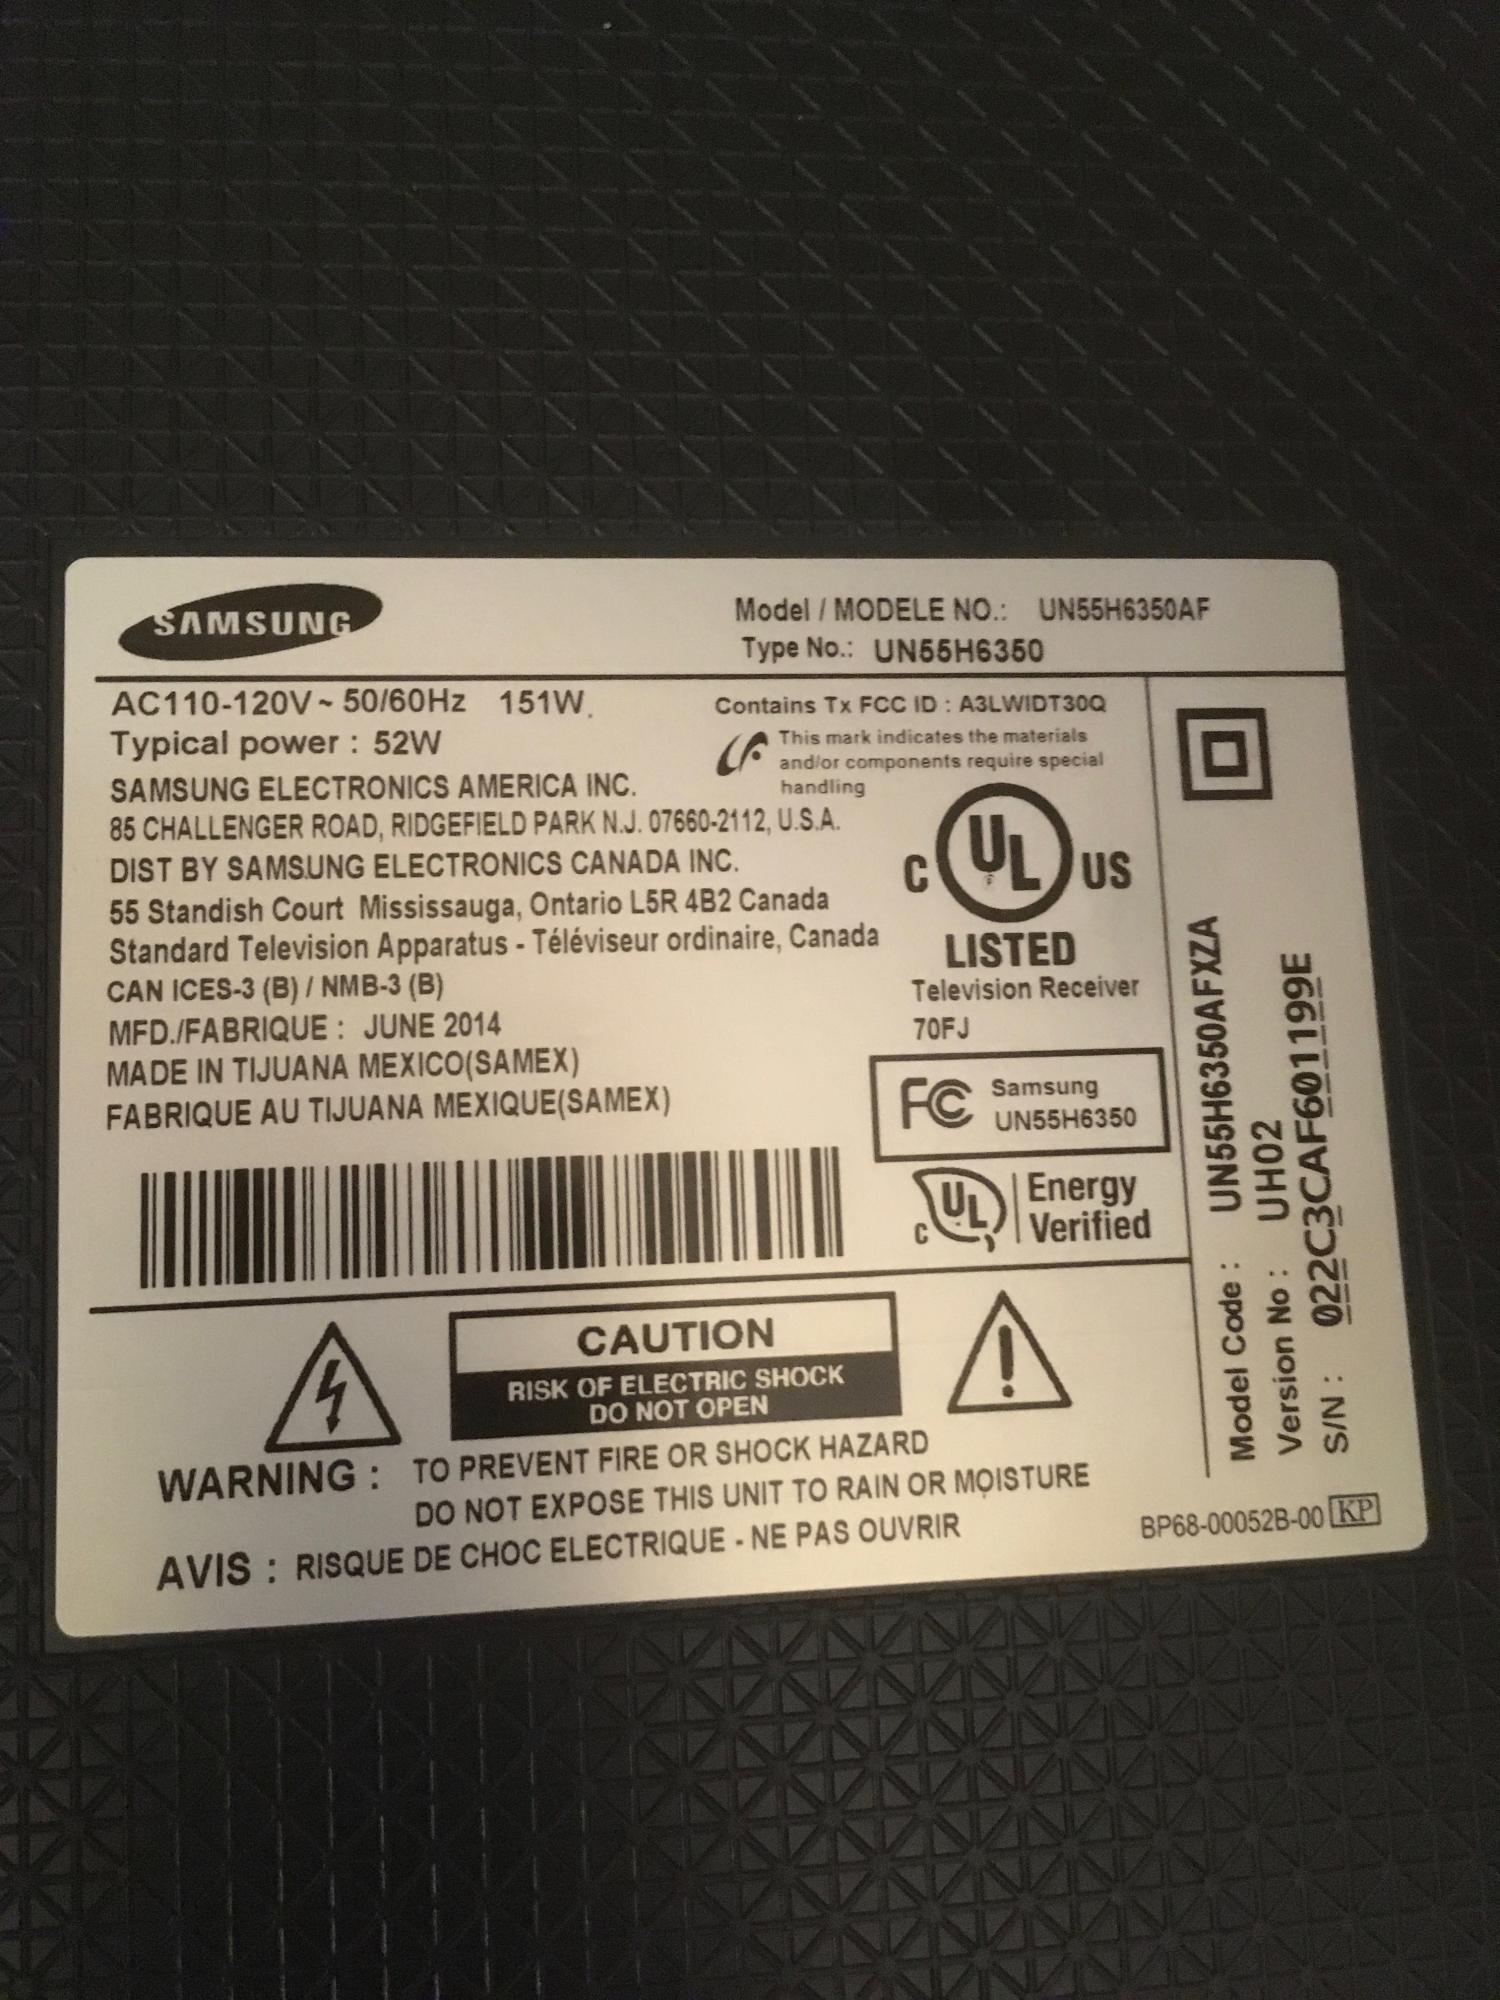 SAMSUNG
Model / MODELE NO.: UN55H6350AF
Type No.: UN55H6350
AC110-120V ~ 50/60Hz 151W
Typical power : 52W
Contains Tx FCC ID : A3LWIDT30Q
This mark indicates the materials
and/or components require special
handling
SAMSUNG ELECTRONICS AMERICA INC.
85 CHALLENGER ROAD, RIDGEFIELD PARK N.J. 07660-2112, U.S.A.
DIST BY SAMSUNG ELECTRONICS CANADA INC.
55 Standish Court Mississauga, Ontario L5R 4B2 Canada
Standard Television Apparatus - Téléviseur ordinaire, Canada
CAN ICES-3 (B) / NMB-3 (B)
MFD./FABRIQUE : JUNE 2014
MADE IN TIJUANA MEXICO(SAMEX)
FABRIQUE AU TIJUANA MEXIQUE(SAMEX)
C UL US
LISTED
Television Receiver
70FJ
FC Samsung
UN55H6350
C UL Energy
Verified
Model Code : UN55H6350AFXZA
Version No : UH02
S/N : 022C3CAF601199E
CAUTION
RISK OF ELECTRIC SHOCK
DO NOT OPEN
WARNING : TO PREVENT FIRE OR SHOCK HAZARD
DO NOT EXPOSE THIS UNIT TO RAIN OR MOISTURE
AVIS : RISQUE DE CHOC ELECTRIQUE - NE PAS OUVRIR
BP68-00052B-00 KP